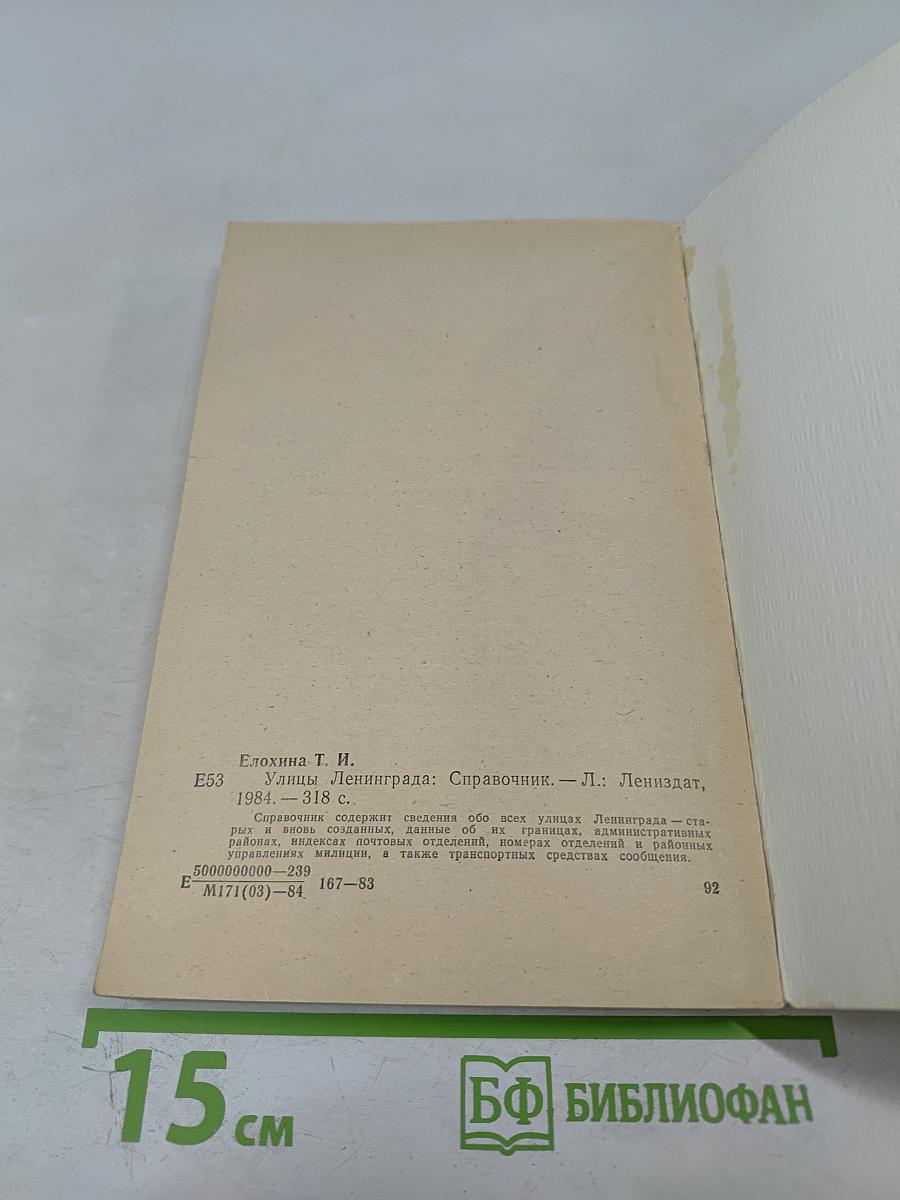 Елохина Т. И.
Е53 Улицы Ленинграда: Справочник. — Л.: Лениздат,
1984. — 318 с.
Справочник содержит сведения обо всех улицах Ленинграда — ста-
рых и вновь созданных, данные об их границах, административных
районах, индексах почтовых отделений, номерах отделений и районных
управлениях милиции, а также транспортных средствах сообщения.
Е 5000000000—239
М171(03)—84 167—83 92
15 см
БФ БИБЛИОФАН